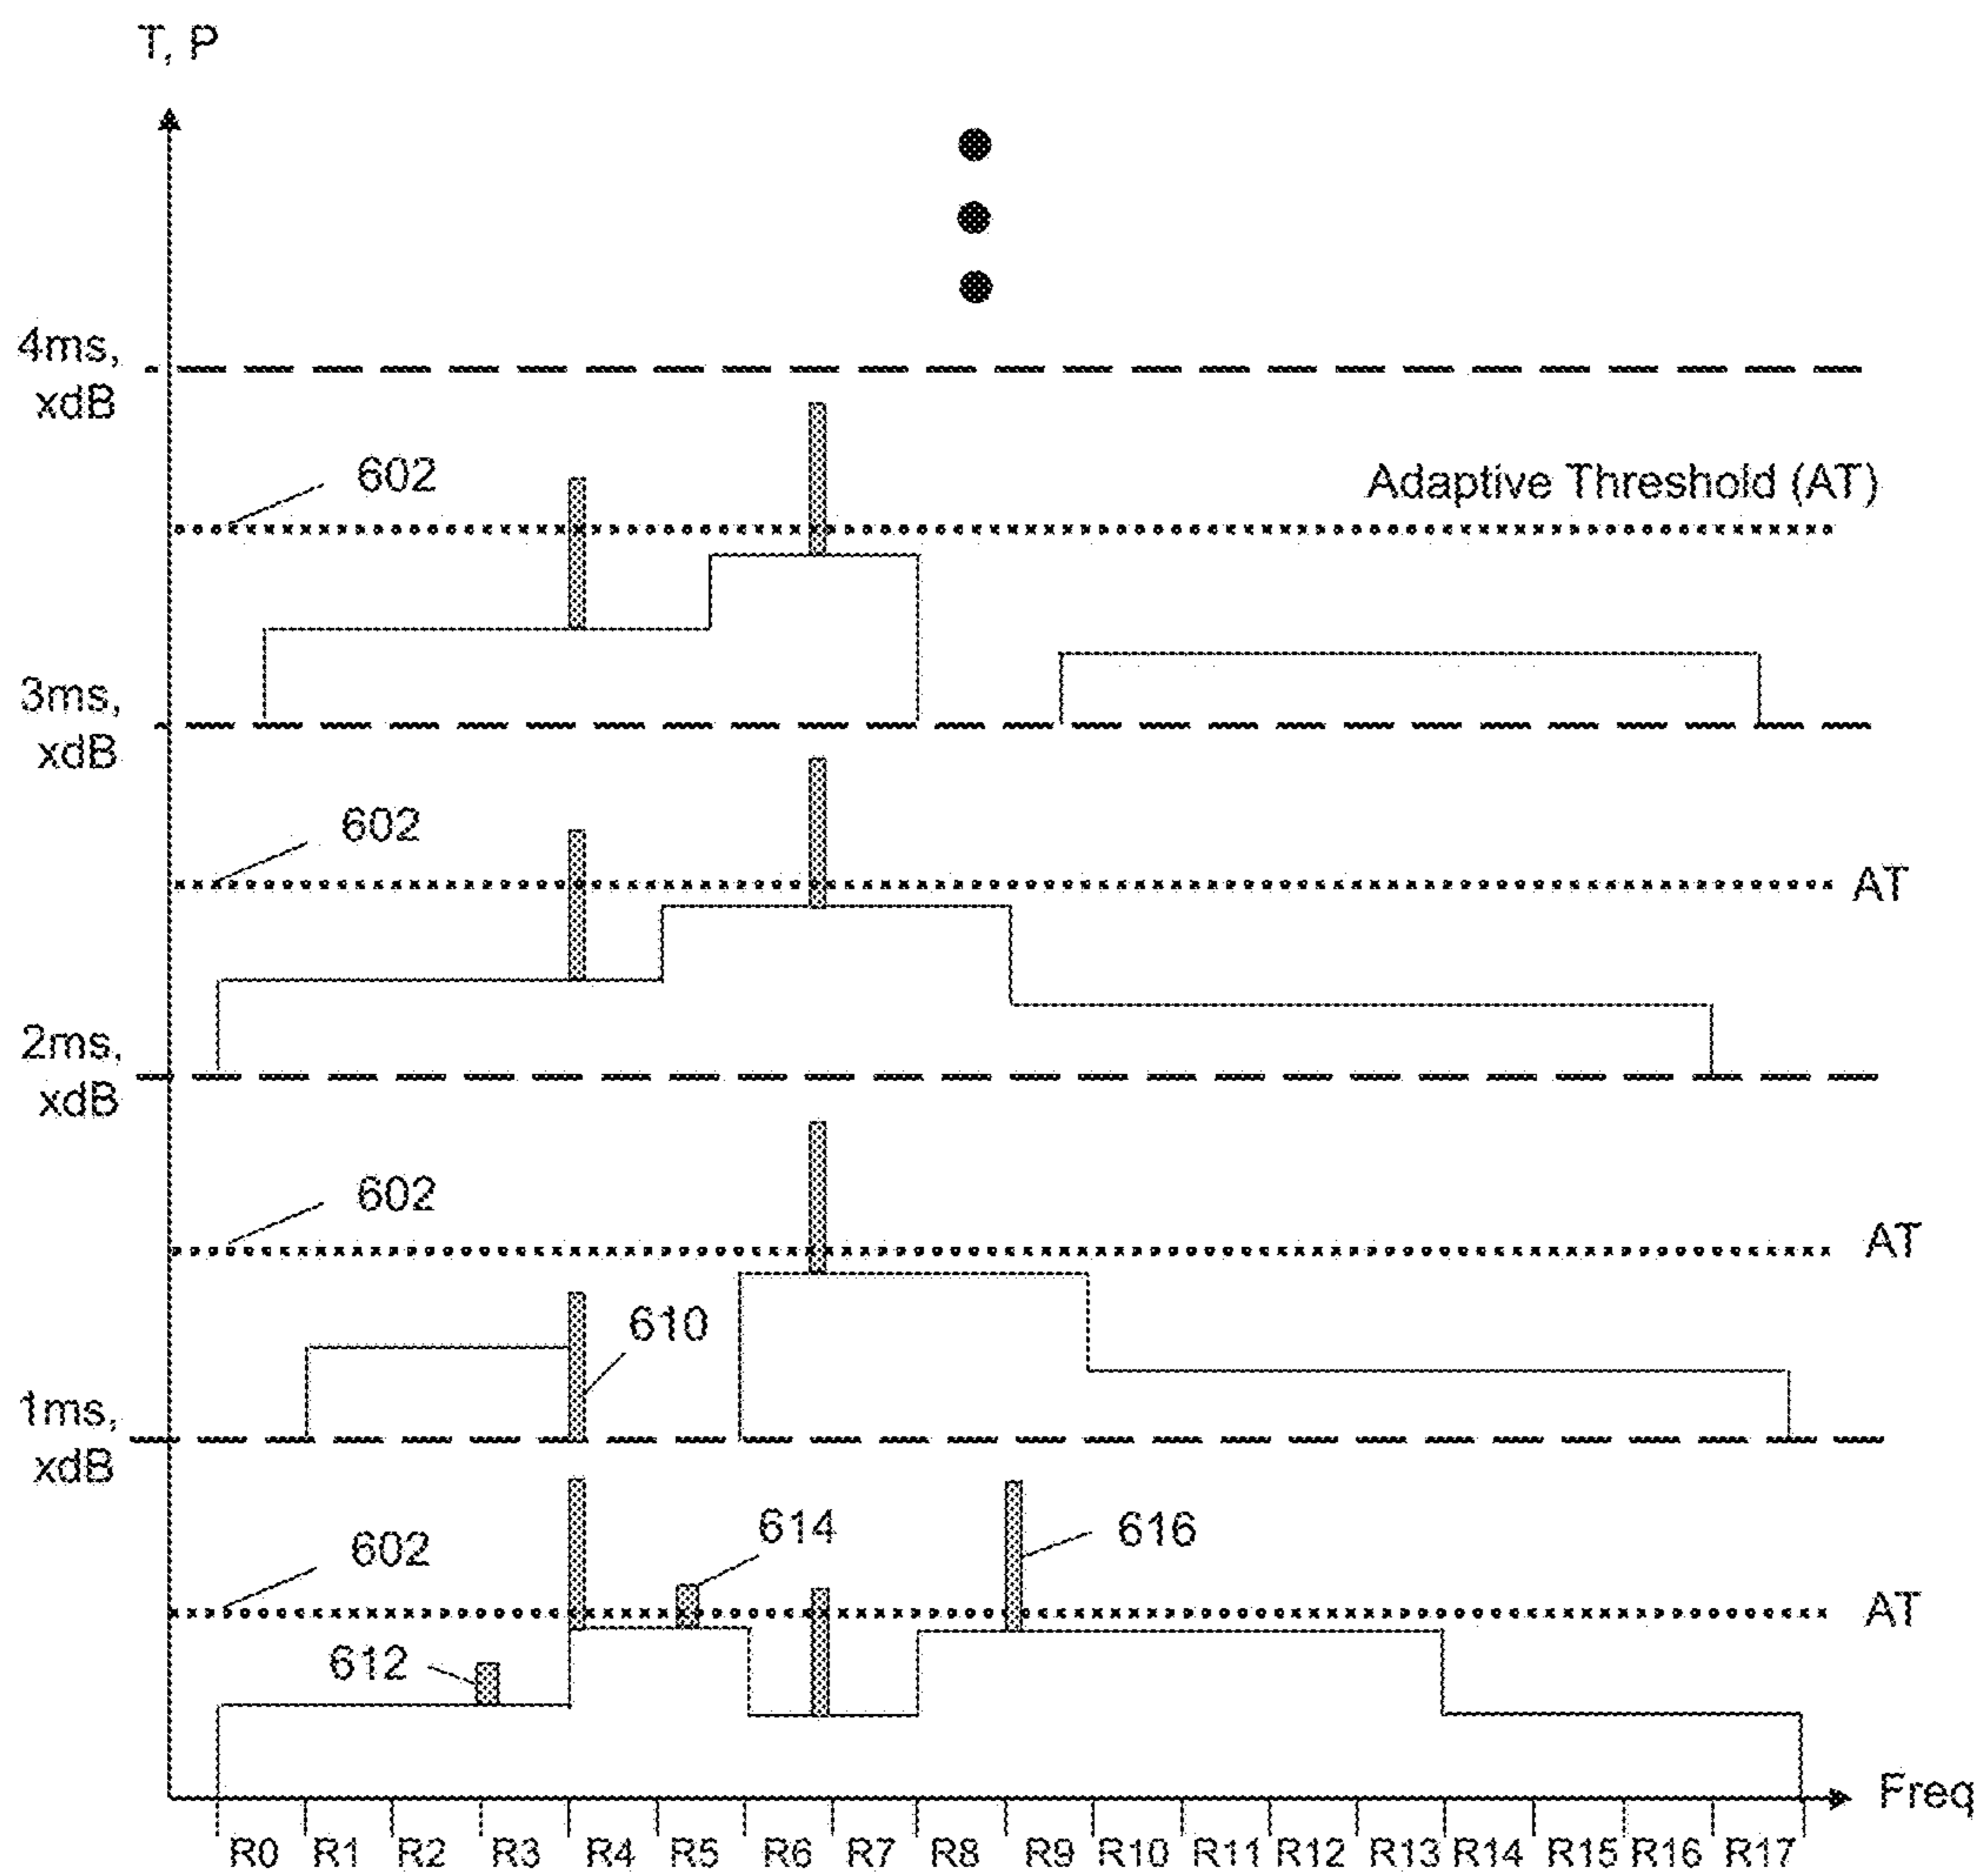 T, P
4ms,
xdB
602
Adaptive Threshold (AT)
3ms,
xdB
602
AT
2ms,
xdB
602
AT
610
1ms,
xdB
614
616
602
AT
612
Freq
R0 R1 R2 R3 R4 R5 R6 R7 R8 R9 R10 R11 R12 R13 R14 R15 R16 R17